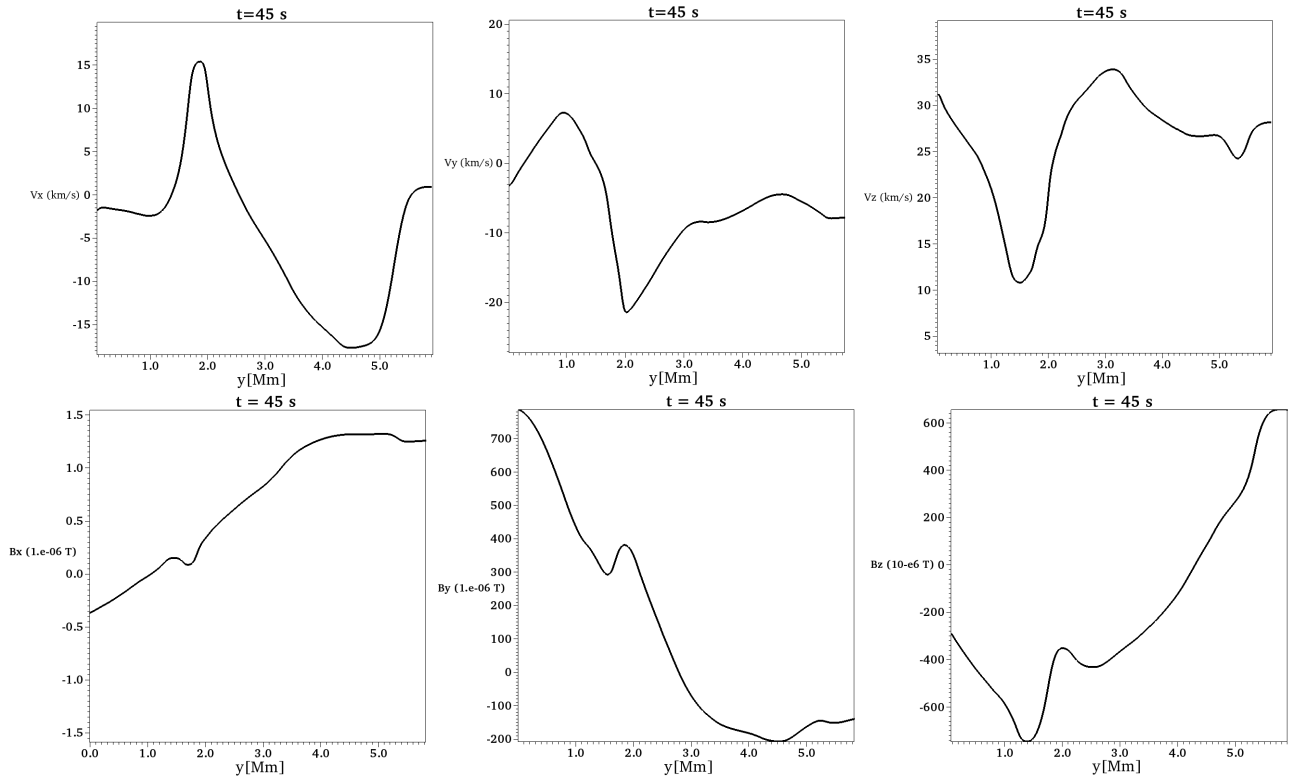 t=45 s
15
10
5
Vx (km/s) 0
-5
-10
-15
1.0 2.0 3.0 4.0 5.0
y[Mm]
t=45 s
20
10
Vy (km/s) 0
-10
-20
1.0 2.0 3.0 4.0 5.0
y[Mm]
t=45 s
35
30
25
Vz (km/s) 20
15
10
5
1.0 2.0 3.0 4.0 5.0
y[Mm]
t = 45 s
1.5
1.0
0.5
Bx (1.e-06 T)
0.0
-0.5
-1.0
-1.5
0.0 1.0 2.0 3.0 4.0 5.0
y[Mm]
t = 45 s
700
600
500
400
300
By (1.e-06 T)
200
100
0
-100
-200
1.0 2.0 3.0 4.0 5.0
y[Mm]
t = 45 s
600
400
200
Bz (10-e6 T) 0
-200
-400
-600
1.0 2.0 3.0 4.0 5.0
y[Mm]